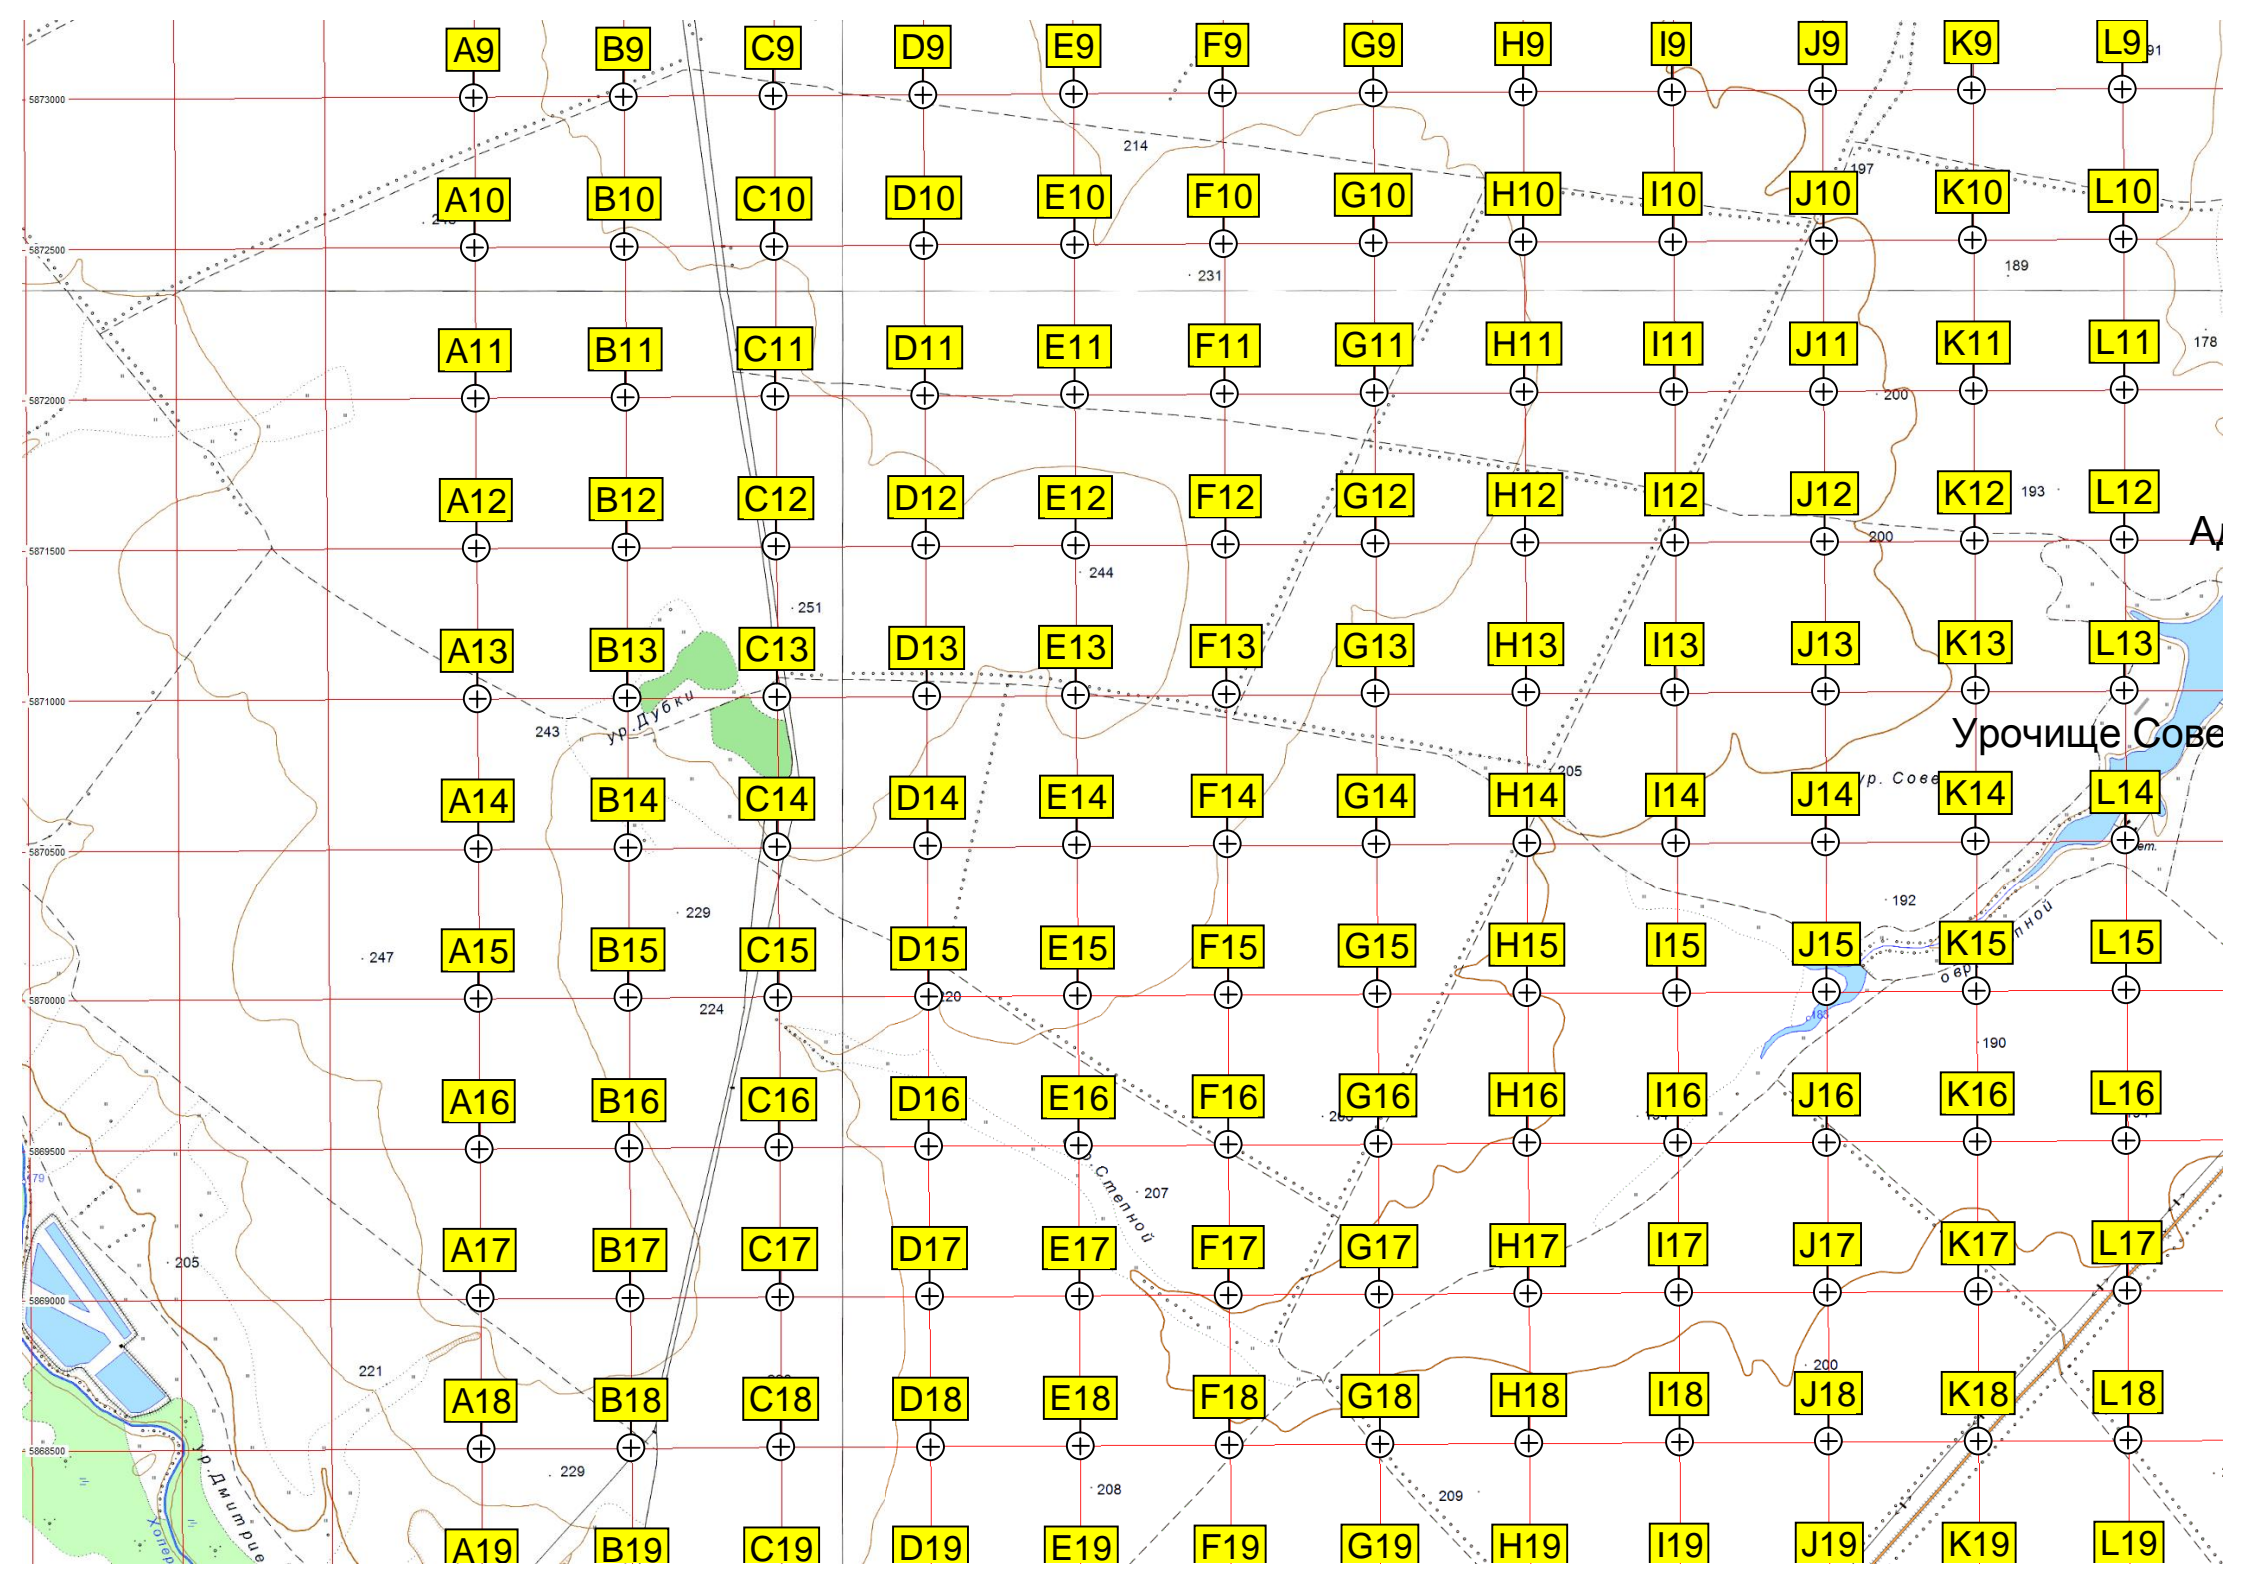 A9 B9 C9 D9 E9 F9 G9 H9 I9 J9 K9 L9 91
5873000
214
197
A10 B10 C10 D10 E10 F10 G10 H10 I10 J10 K10 L10
5872500
231
189
A11 B11 C11 D11 E11 F11 G11 H11 I11 J11 K11 L11
178
5872000
200
A12 B12 C12 D12 E12 F12 G12 H12 I12 J12 K12 193 L12
5871500
200
244
251
A13 B13 C13 D13 E13 F13 G13 H13 I13 J13 K13 L13
5871000
ур. Дубки
243
Урочище Сове
205
ур. Сове
A14 B14 C14 D14 E14 F14 G14 H14 I14 J14 K14 L14
5870500
229
192
247
A15 B15 C15 D15 E15 F15 G15 H15 I15 J15 K15 L15
5870000
224
185
190
A16 B16 C16 D16 E16 F16 G16 H16 I16 J16 K16 L16
5869500
79
207
Степной
A17 B17 C17 D17 E17 F17 G17 H17 I17 J17 K17 L17
205
5869000
221
200
A18 B18 C18 D18 E18 F18 G18 H18 I18 J18 K18 L18
5868500
229
208
209
ур. Дмитрие
Хопер
A19 B19 C19 D19 E19 F19 G19 H19 I19 J19 K19 L19